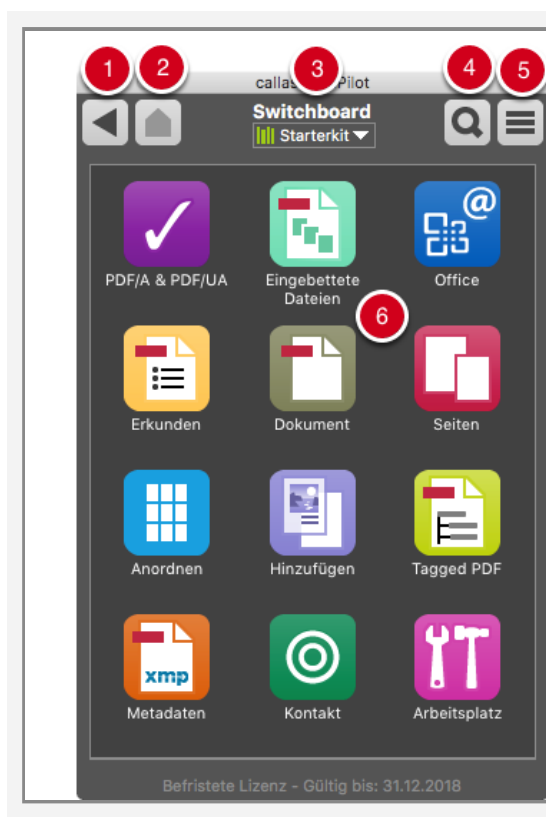 1 2 3 4 5
callas Pilot
Switchboard
Starterkit
@
PDF/A & PDF/UA Eingebettete Dateien Office
6
Erkunden Dokument Seiten
Anordnen Hinzufügen Tagged PDF
xmp
Metadaten Kontakt Arbeitsplatz
Befristete Lizenz - Gültig bis: 31.12.2018